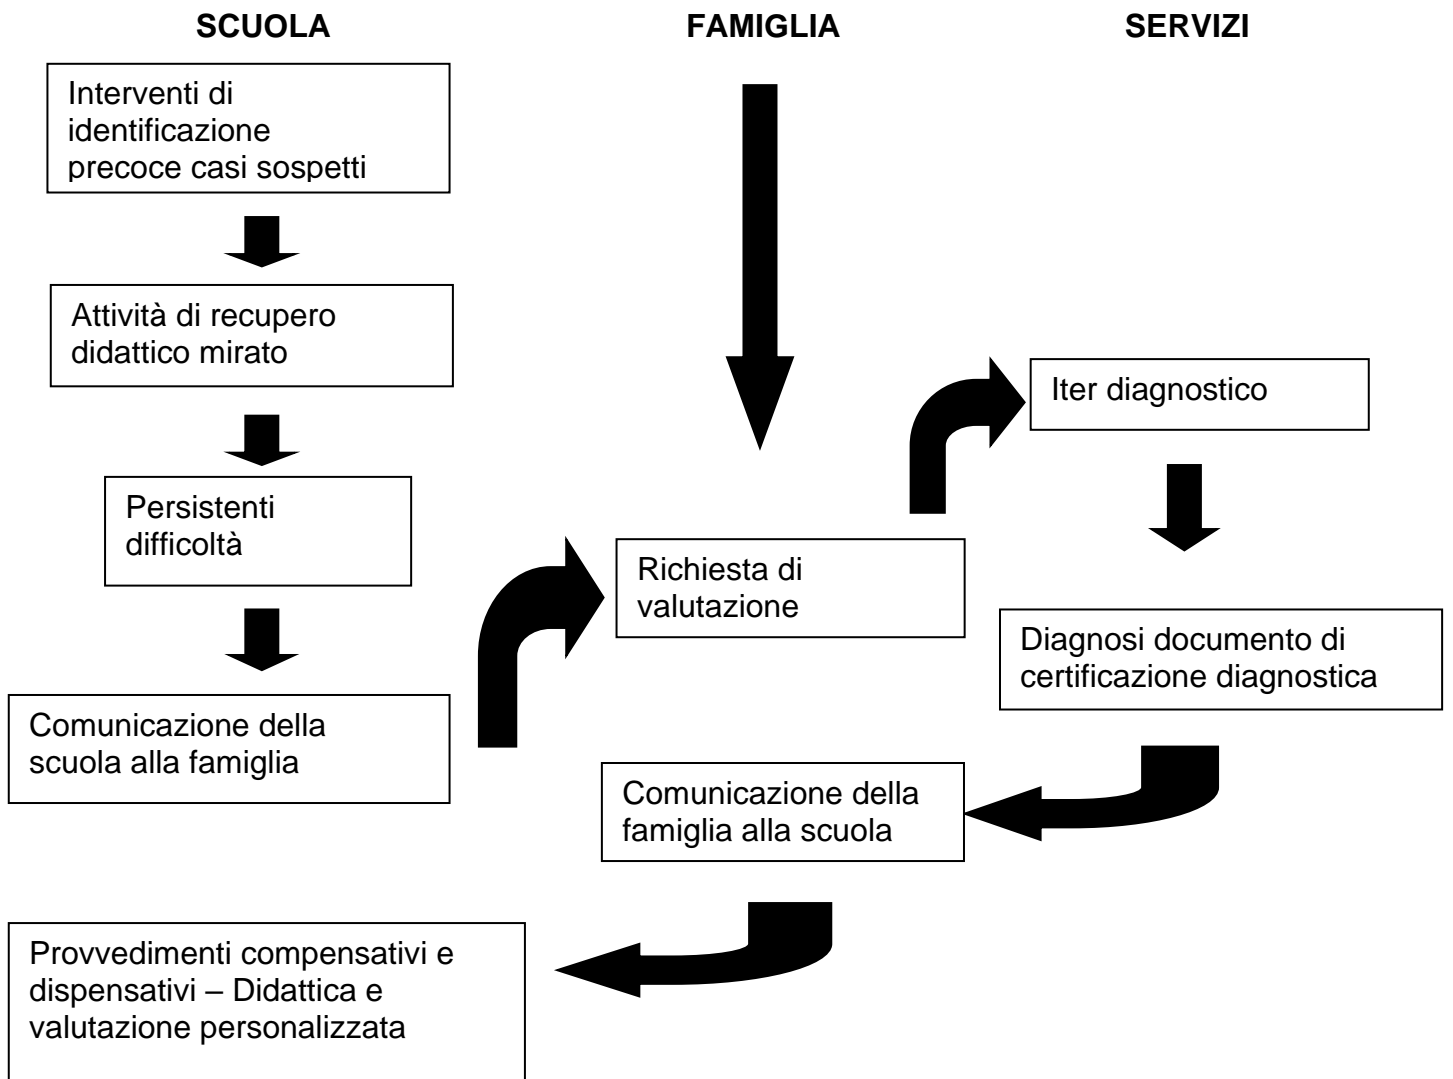 SCUOLA
FAMIGLIA
SERVIZI
Interventi di
identificazione
precoce casi sospetti
Attività di recupero
didattico mirato
Persistenti
difficoltà
Comunicazione della
scuola alla famiglia
Richiesta di
valutazione
Iter diagnostico
Diagnosi documento di
certificazione diagnostica
Comunicazione della
famiglia alla scuola
Provvedimenti compensativi e
dispensativi – Didattica e
valutazione personalizzata